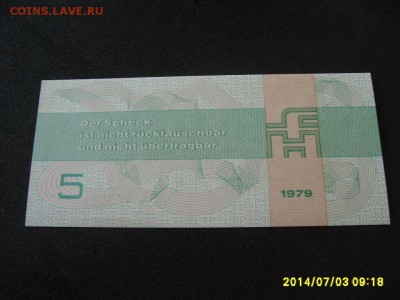 COINS.LAVE.RU
Der Scheck
ist nicht rücktauschbar
und nicht übertragbar
5
1979
2014/07/03 09:18